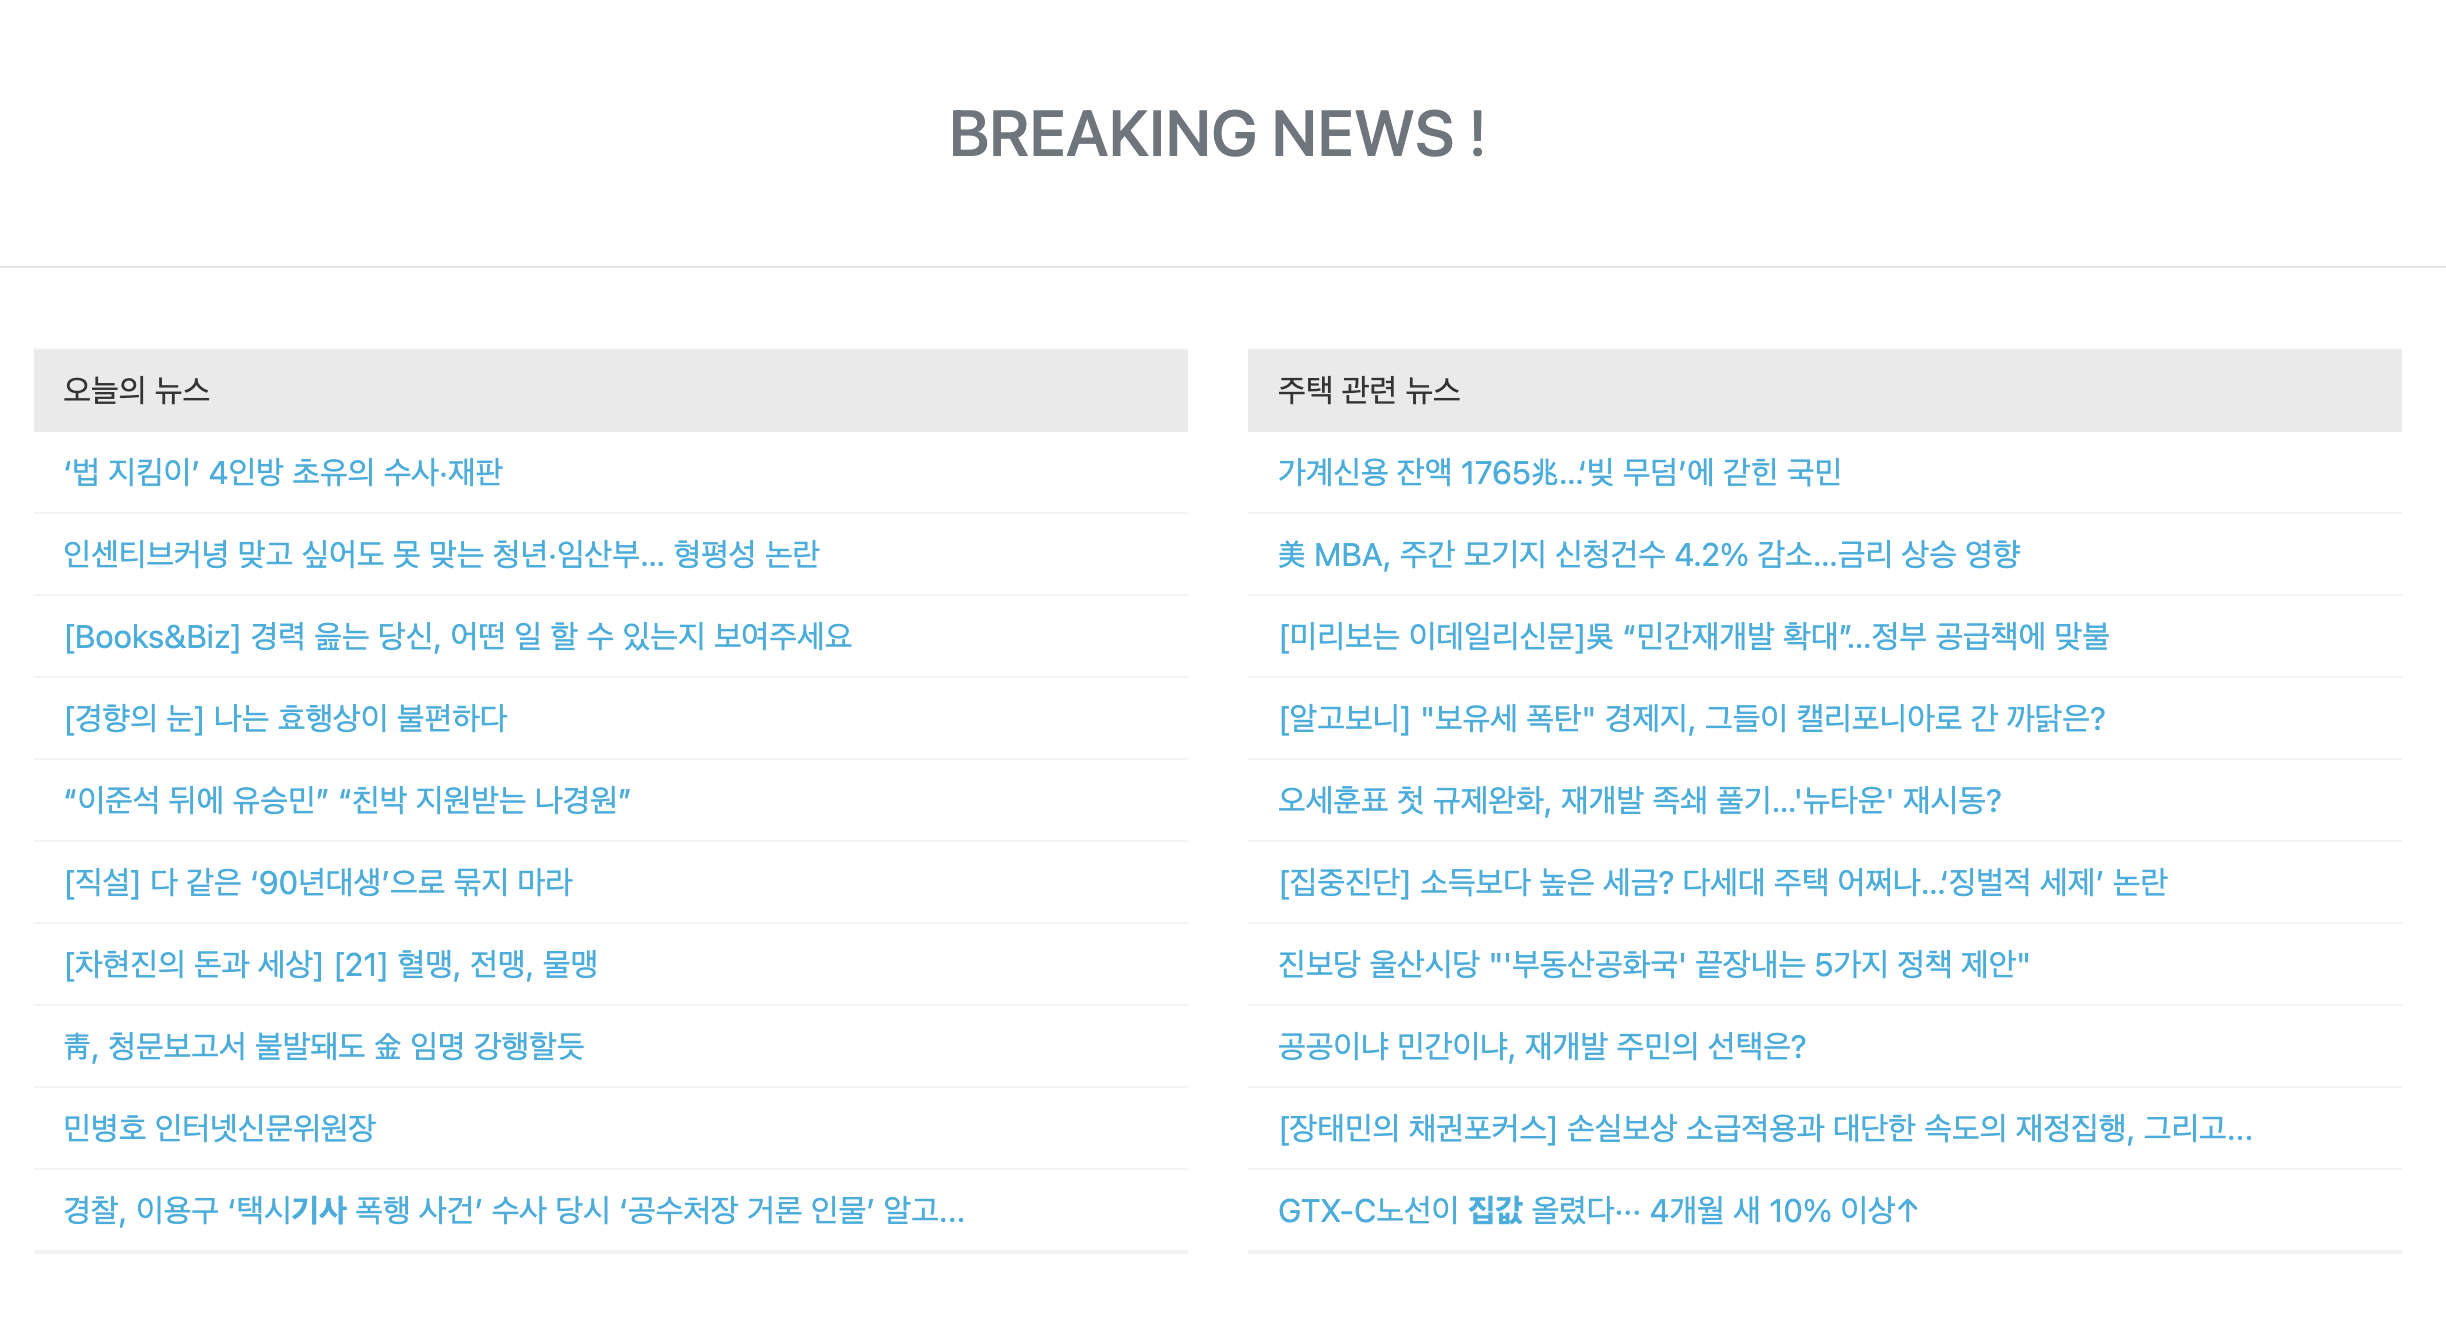 BREAKING NEWS !
오늘의 뉴스
‘법 지킴이’ 4인방 초유의 수사·재판
인센티브커녕 맞고 싶어도 못 맞는 청년·임산부… 형평성 논란
[Books&Biz] 경력 읊는 당신, 어떤 일 할 수 있는지 보여주세요
[경향의 눈] 나는 효행상이 불편하다
“이준석 뒤에 유승민” “친박 지원받는 나경원”
[직설] 다 같은 ‘90년대생’으로 묶지 마라
[차현진의 돈과 세상] [21] 혈맹, 전맹, 물맹
靑, 청문보고서 불발돼도 金 임명 강행할듯
민병호 인터넷신문위원장
경찰, 이용구 ‘택시기사 폭행 사건’ 수사 당시 ‘공수처장 거론 인물’ 알고...
주택 관련 뉴스
가계신용 잔액 1765兆…‘빚 무덤’에 갇힌 국민
美 MBA, 주간 모기지 신청건수 4.2% 감소…금리 상승 영향
[미리보는 이데일리신문]吳 “민간재개발 확대”…정부 공급책에 맞불
[알고보니] "보유세 폭탄" 경제지, 그들이 캘리포니아로 간 까닭은?
오세훈표 첫 규제완화, 재개발 족쇄 풀기…'뉴타운' 재시동?
[집중진단] 소득보다 높은 세금? 다세대 주택 어쩌나…‘징벌적 세제’ 논란
진보당 울산시당 "'부동산공화국' 끝장내는 5가지 정책 제안"
공공이냐 민간이냐, 재개발 주민의 선택은?
[장태민의 채권포커스] 손실보상 소급적용과 대단한 속도의 재정집행, 그리고...
GTX-C노선이 집값 올렸다⋯ 4개월 새 10% 이상↑